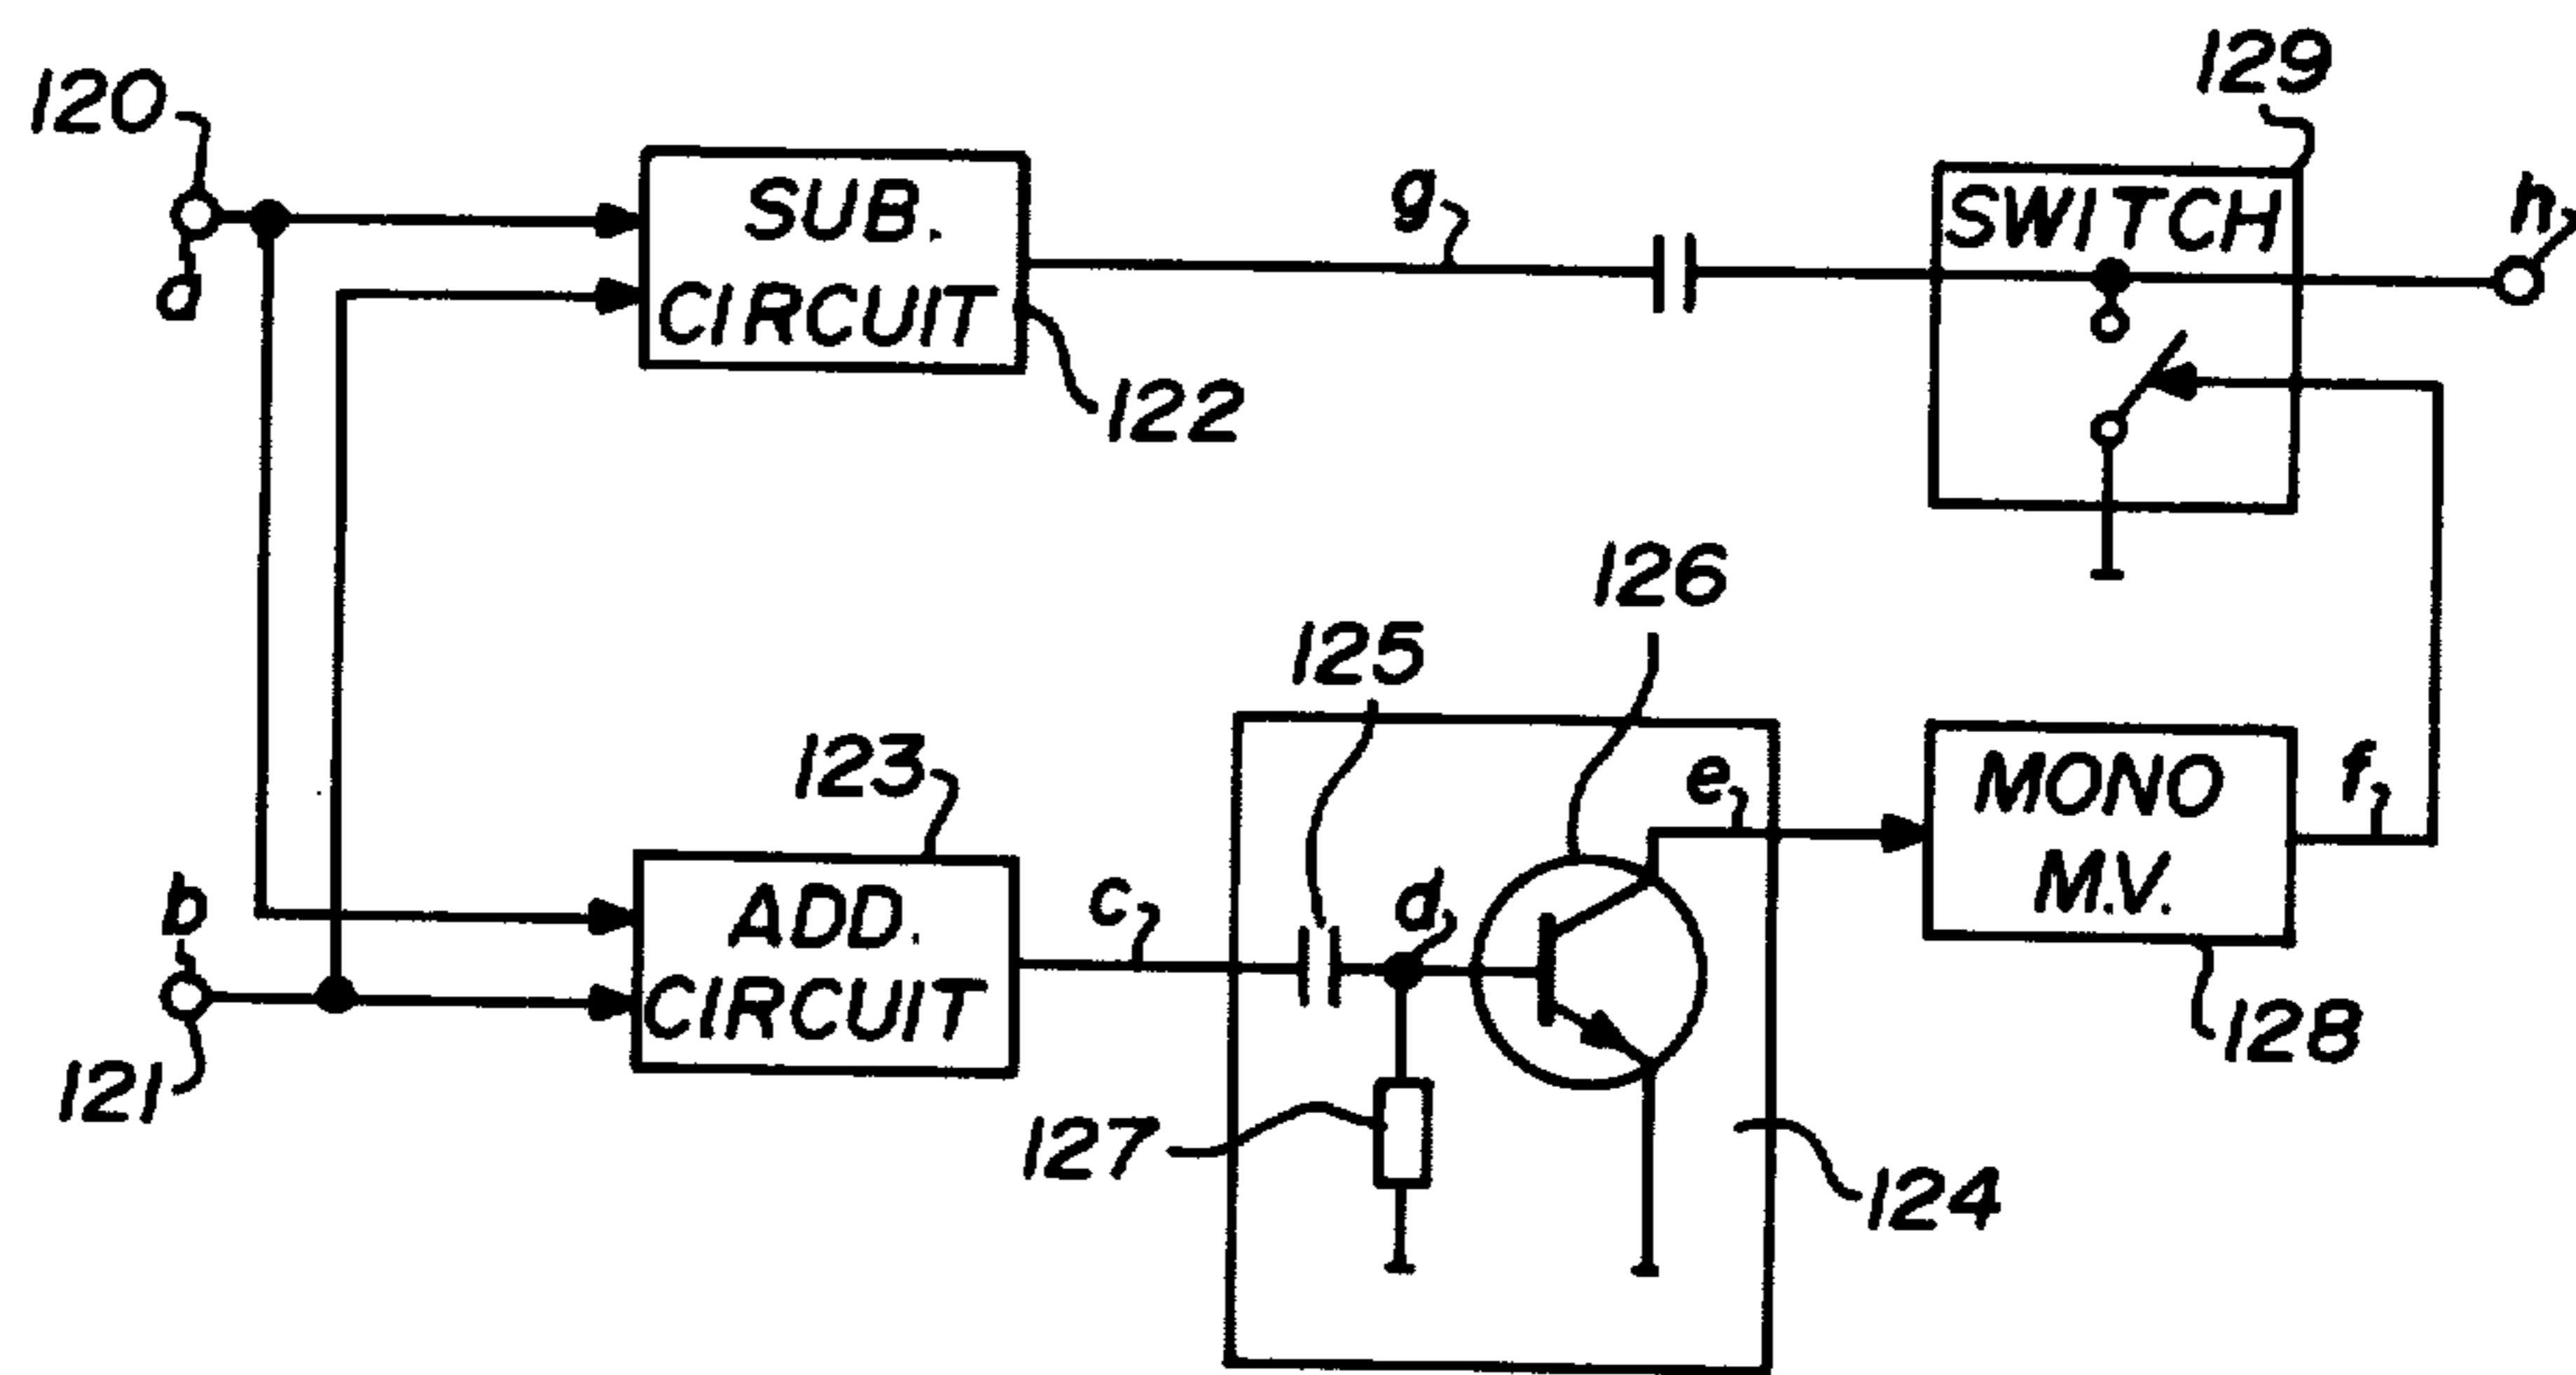 120
a
SUB.
CIRCUIT
122
g
129
SWITCH
h
126
125
123
b
121
ADD.
CIRCUIT
c
d
e
127
124
MONO
M.V.
128
f